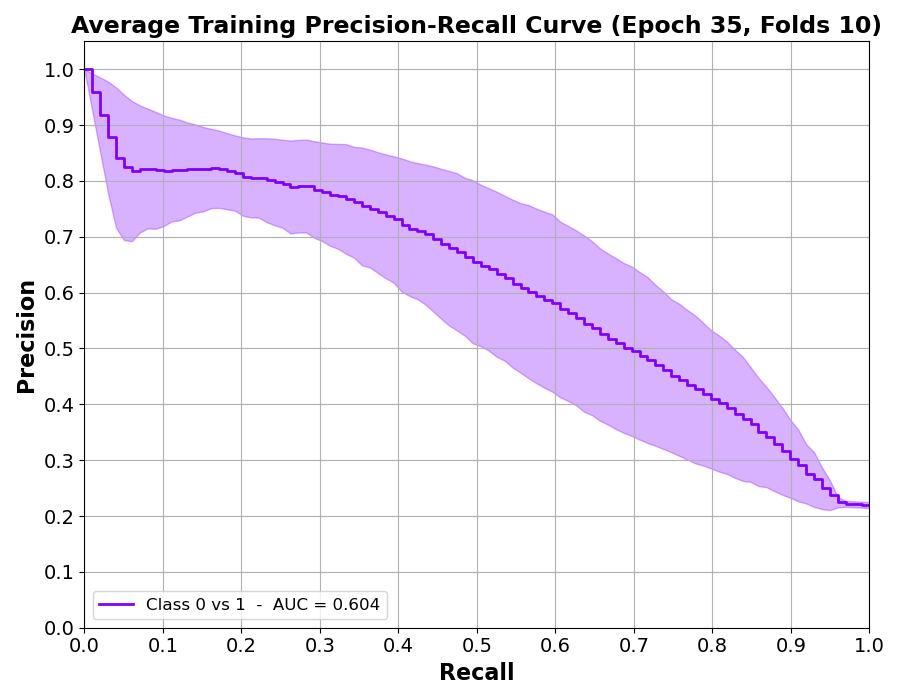 Average Training Precision-Recall Curve (Epoch 35, Folds 10)
Precision
1.0
0.9
0.8
0.7
0.6
0.5
0.4
0.3
0.2
0.1
0.0
Class 0 vs 1 - AUC = 0.604
0.0 0.1 0.2 0.3 0.4 0.5 0.6 0.7 0.8 0.9 1.0
Recall